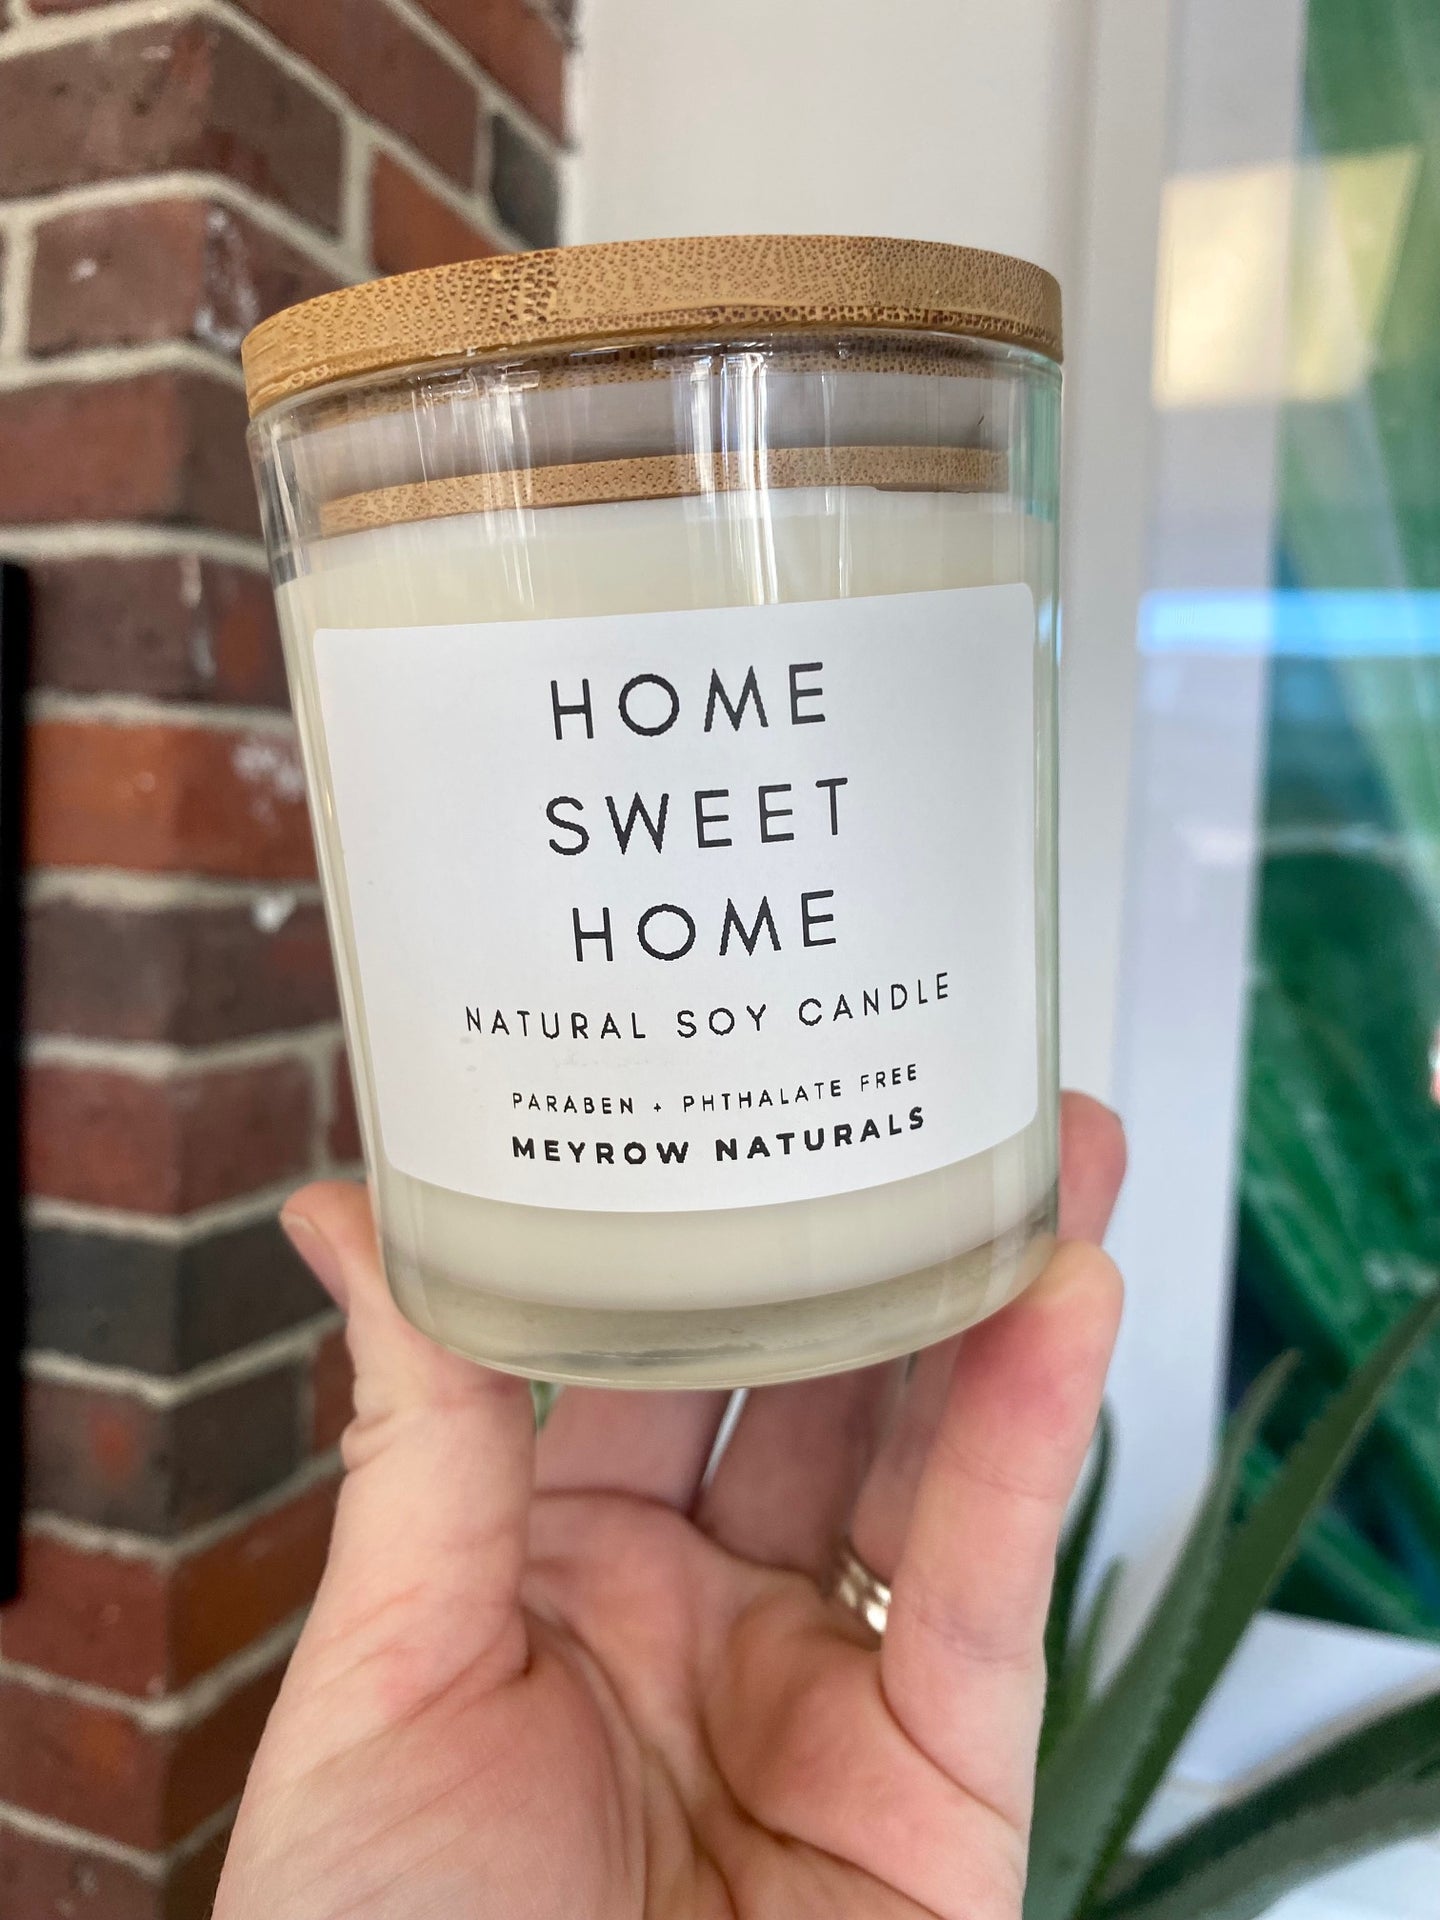 HOME
SWEET
HOME
NATURAL SOY CANDLE
PARABEN + PHTHALATE FREE
MEYROW NATURALS